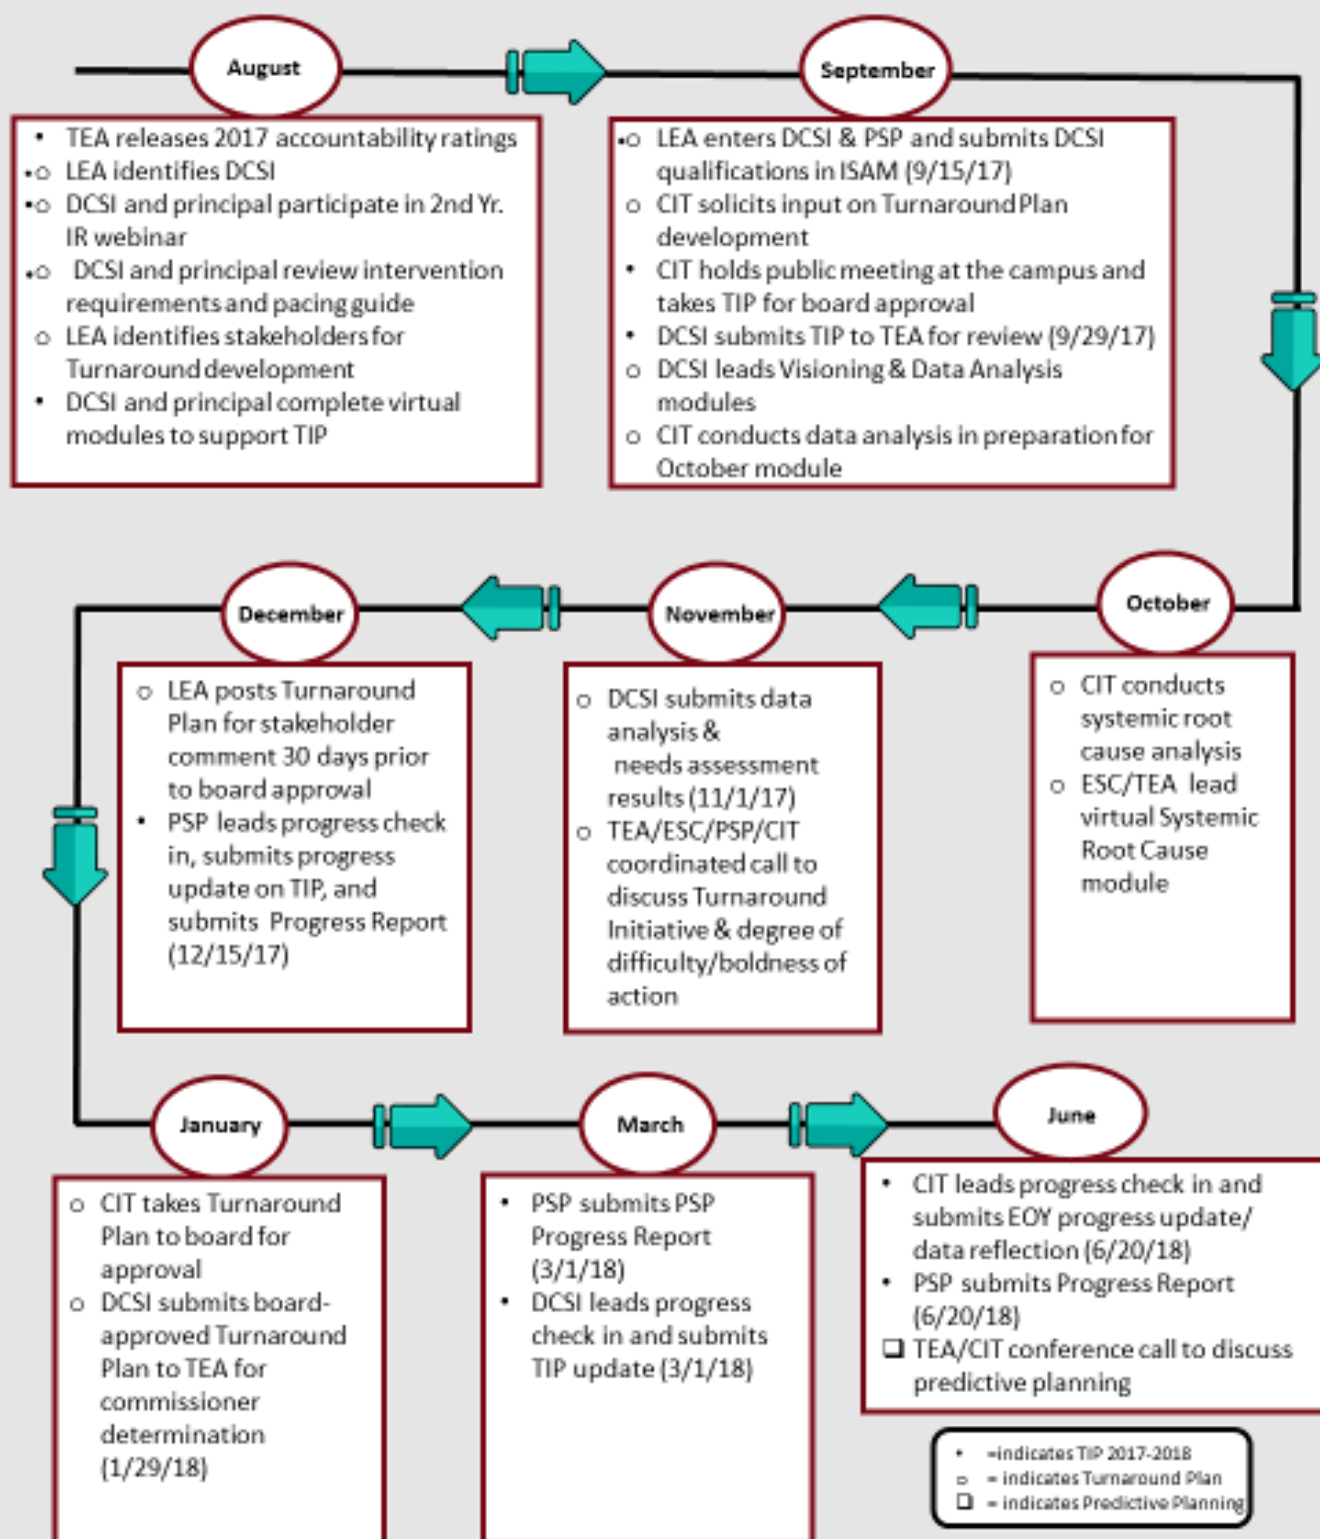 August
• TEA releases 2017 accountability ratings
•o LEA identifies DCSI
•o DCSI and principal participate in 2nd Yr.
IR webinar
•o DCSI and principal review intervention
requirements and pacing guide
o LEA identifies stakeholders for
Turnaround development
• DCSI and principal complete virtual
modules to support TIP
September
•o LEA enters DCSI & PSP and submits DCSI
qualifications in ISAM (9/15/17)
o CIT solicits input on Turnaround Plan
development
• CIT holds public meeting at the campus and
takes TIP for board approval
• DCSI submits TIP to TEA for review (9/29/17)
o DCSI leads Visioning & Data Analysis
modules
o CIT conducts data analysis in preparation for
October module
October
o CIT conducts
systemic root
cause analysis
o ESC/TEA lead
virtual Systemic
Root Cause
module
November
o DCSI submits data
analysis &
needs assessment
results (11/1/17)
o TEA/ESC/PSP/CIT
coordinated call to
discuss Turnaround
Initiative & degree of
difficulty/boldness of
action
December
o LEA posts Turnaround
Plan for stakeholder
comment 30 days prior
to board approval
• PSP leads progress check
in, submits progress
update on TIP, and
submits Progress Report
(12/15/17)
January
o CIT takes Turnaround
Plan to board for
approval
o DCSI submits board-
approved Turnaround
Plan to TEA for
commissioner
determination
(1/29/18)
March
• PSP submits PSP
Progress Report
(3/1/18)
• DCSI leads progress
check in and submits
TIP update (3/1/18)
June
• CIT leads progress check in and
submits EOY progress update/
data reflection (6/20/18)
• PSP submits Progress Report
(6/20/18)
❑ TEA/CIT conference call to discuss
predictive planning
• =indicates TIP 2017-2018
o = indicates Turnaround Plan
❑ = indicates Predictive Planning